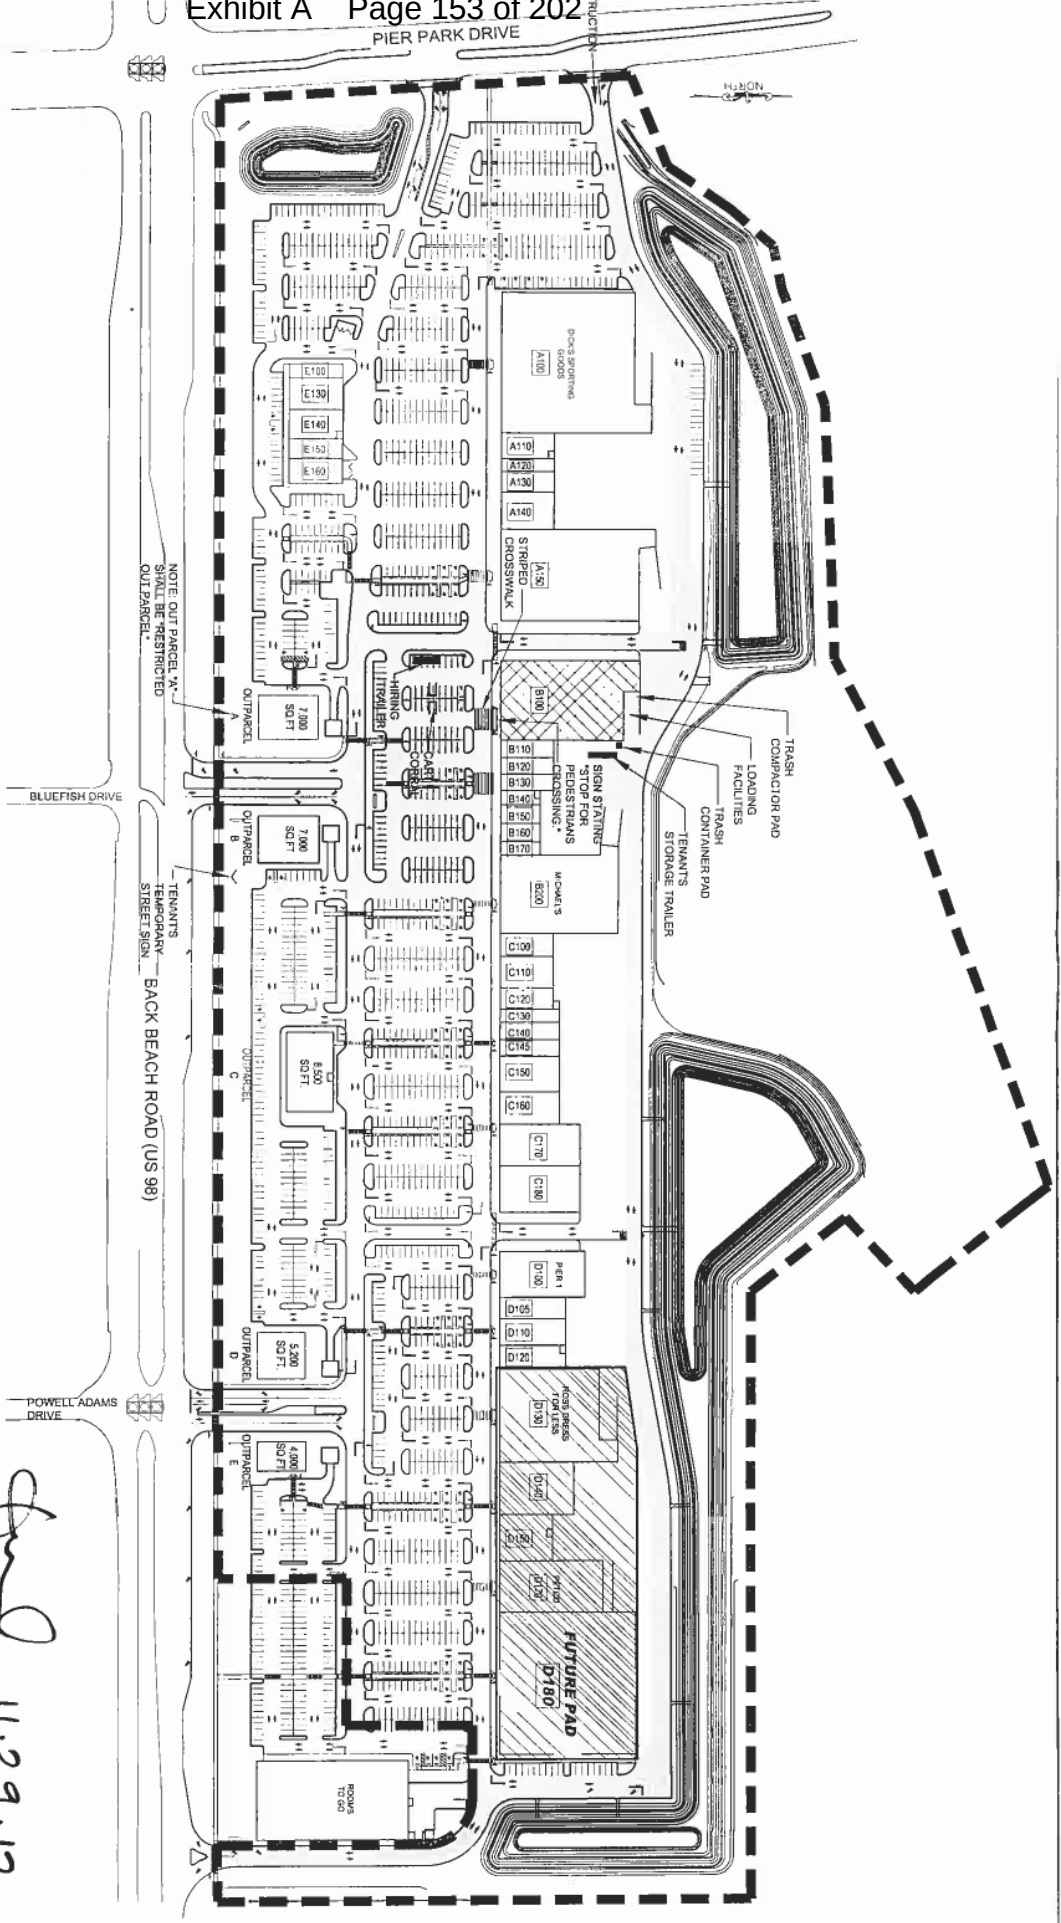 Exhibit A Page 153 of 202
PIER PARK DRIVE
RUCTION
NORTH
DICKS SPORTING
GOODS
A100
E100
E130
E140
E150
E160
A110
A120
A130
A140
A150
STRIPED
CROSSWALK
NOTE: OUT PARCEL "A"
SHALL BE "RESTRICTED
OUT PARCEL"
A
OUTPARCEL
7,000
SQ FT
HIRING
TRAILER
CART
CORRAL
B100
TRASH
COMPACTOR PAD
LOADING
FACILITIES
TRASH
CONTAINER PAD
TENANT'S
STORAGE TRAILER
SIGN STATING
"STOP FOR
PEDESTRIANS
CROSSING."
B110
B120
B130
B140
B150
B160
B170
BLUEFISH DRIVE
OUTPARCEL
B
7,000
SQ FT
TENANT'S
TEMPORARY
STREET SIGN
MICHAEL'S
B200
BACK BEACH ROAD (US 98)
C100
C110
C120
C130
C140
C145
C150
C160
C170
C180
OUTPARCEL
C
8,500
SQ FT.
PIER 1
D100
D105
D110
D120
OUTPARCEL
D
5,200
SQ FT.
POWELL ADAMS
DRIVE
OUTPARCEL
E
4,000
SQ FT
ROSS DRESS
FOR LESS
D130
D140
D150
D170
FUTURE PAD
D180
ROOMS
TO GO